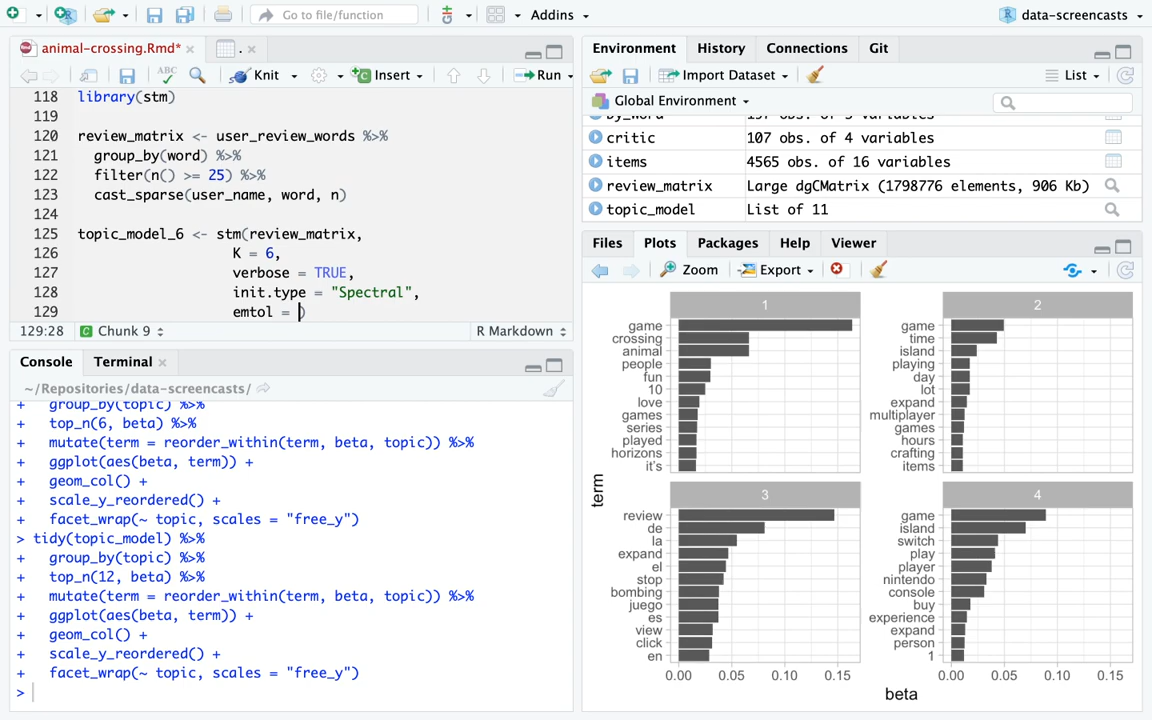 Go to file/function
Addins
data-screencasts
animal-crossing.Rmd*
.
ABC
Knit
Insert
Run
118 library(stm)
119
120 review_matrix <- user_review_words %>%
121 group_by(word) %>%
122 filter(n() >= 25) %>%
123 cast_sparse(user_name, word, n)
124
125 topic_model_6 <- stm(review_matrix,
126 K = 6,
127 verbose = TRUE,
128 init.type = "Spectral",
129 emtol = )
129:28
Chunk 9
R Markdown
Console
Terminal
~/Repositories/data-screencasts/
+ group_by(topic) %>%
+ top_n(6, beta) %>%
+ mutate(term = reorder_within(term, beta, topic)) %>%
+ ggplot(aes(beta, term)) +
+ geom_col() +
+ scale_y_reordered() +
+ facet_wrap(~ topic, scales = "free_y")
> tidy(topic_model) %>%
+ group_by(topic) %>%
+ top_n(12, beta) %>%
+ mutate(term = reorder_within(term, beta, topic)) %>%
+ ggplot(aes(beta, term)) +
+ geom_col() +
+ scale_y_reordered() +
+ facet_wrap(~ topic, scales = "free_y")
>
Environment
History
Connections
Git
Import Dataset
List
Global Environment
critic 107 obs. of 4 variables
items 4565 obs. of 16 variables
review_matrix Large dgCMatrix (1798776 elements, 906 Kb)
topic_model List of 11
Files
Plots
Packages
Help
Viewer
Zoom
Export
term
1
game
crossing
animal
people
fun
10
love
games
series
played
horizons
it's
2
game
time
island
playing
day
lot
expand
multiplayer
games
hours
crafting
items
3
review
de
la
expand
el
stop
bombing
juego
es
view
click
en
4
game
island
switch
play
player
nintendo
console
buy
experience
expand
person
1
0.00 0.05 0.10 0.15
0.00 0.05 0.10 0.15
beta